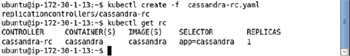 ubuntu@ip-172-30-1-13:~$ kubectl create -f  cassandra-rc.yaml
replicationcontrollers/cassandra-rc
ubuntu@ip-172-30-1-13:~$ kubectl get rc
CONTROLLER     CONTAINER(S)   IMAGE(S)    SELECTOR        REPLICAS
cassandra-rc   cassandra      cassandra   app=cassandra   1
ubuntu@ip-172-30-1-13:~$